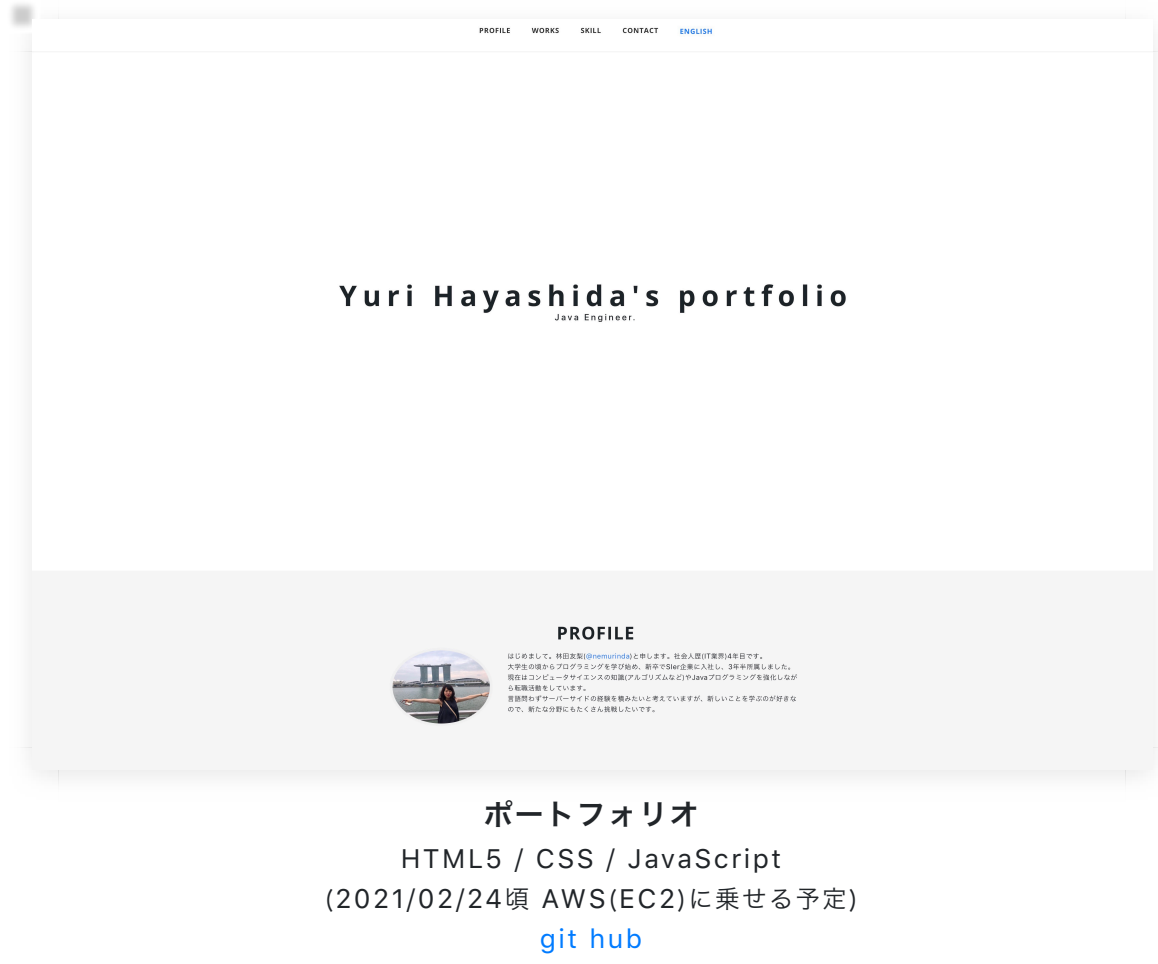 PROFILE WORKS SKILL CONTACT ENGLISH
Yuri Hayashida's portfolio
Java Engineer.
PROFILE
はじめまして。林田友梨(@nemurinda)と申します。社会人歴(IT業界)4年目です。
大学生の頃からプログラミングを学び始め、新卒でSIer企業に入社し、3年半所属しました。
現在はコンピュータサイエンスの知識(アルゴリズムなど)やJavaプログラミングを強化しなが
ら転職活動をしています。
言語問わずサーバーサイドの経験を積みたいと考えていますが、新しいことを学ぶのが好きな
ので、新たな分野にもたくさん挑戦したいです。
ポートフォリオ
HTML5 / CSS / JavaScript
(2021/02/24頃 AWS(EC2)に乗せる予定)
git hub